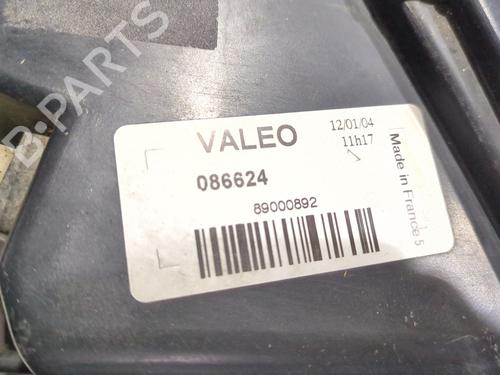 B-PARTS
VALEO
12/01/04
11h17
086624
89000892
Made in France 5